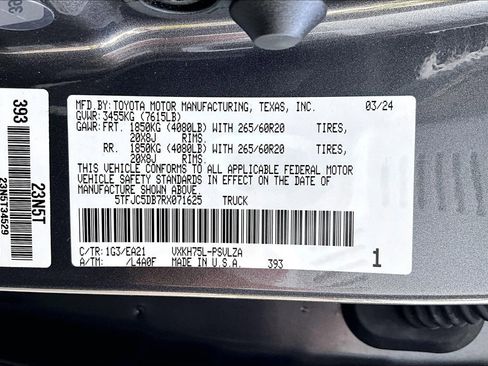 MFD.BY: TOYOTA MOTOR MANUFACTURING, TEXAS, INC. 03/24
GVWR: 3455KG (7615LB)
GAWR: FRT. 1850KG (4080LB) WITH 265/60R20 TIRES,
20X8J RIMS.
RR. 1850KG (4080LB) WITH 265/60R20 TIRES,
20X8J RIMS.
THIS VEHICLE CONFORMS TO ALL APPLICABLE FEDERAL MOTOR
VEHICLE SAFETY STANDARDS IN EFFECT ON THE DATE OF
MANUFACTURE SHOWN ABOVE.
5TFJC5DB7RX071625 TRUCK
C/TR: 1G3/EA21 VXKH75L-PSVLZA
A/TM: /L4A0F MADE IN U.S.A. 393 1
393
23N5T
23N5T34529